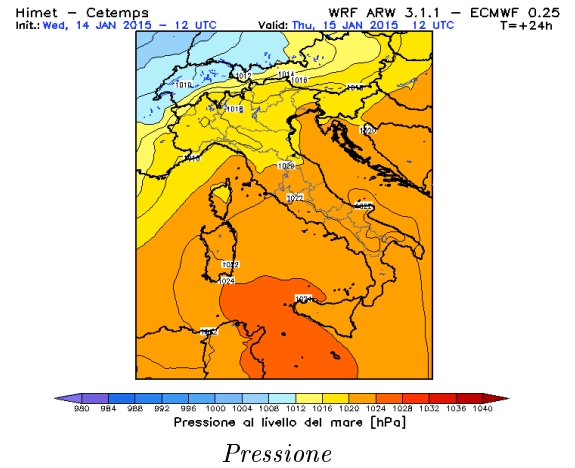 Himet – Cetemps WRF ARW 3.1.1 – ECMWF 0.25
Init.: Wed, 14 JAN 2015 – 12 UTC Valid: Thu, 15 JAN 2015 12 UTC T=+24h
1012 1014
1010 1016
1018
1018
1020
1022
1022
1024
980 984 988 992 996 1000 1004 1008 1012 1016 1020 1024 1028 1032 1036 1040
Pressione al livello del mare [hPa]
Pressione